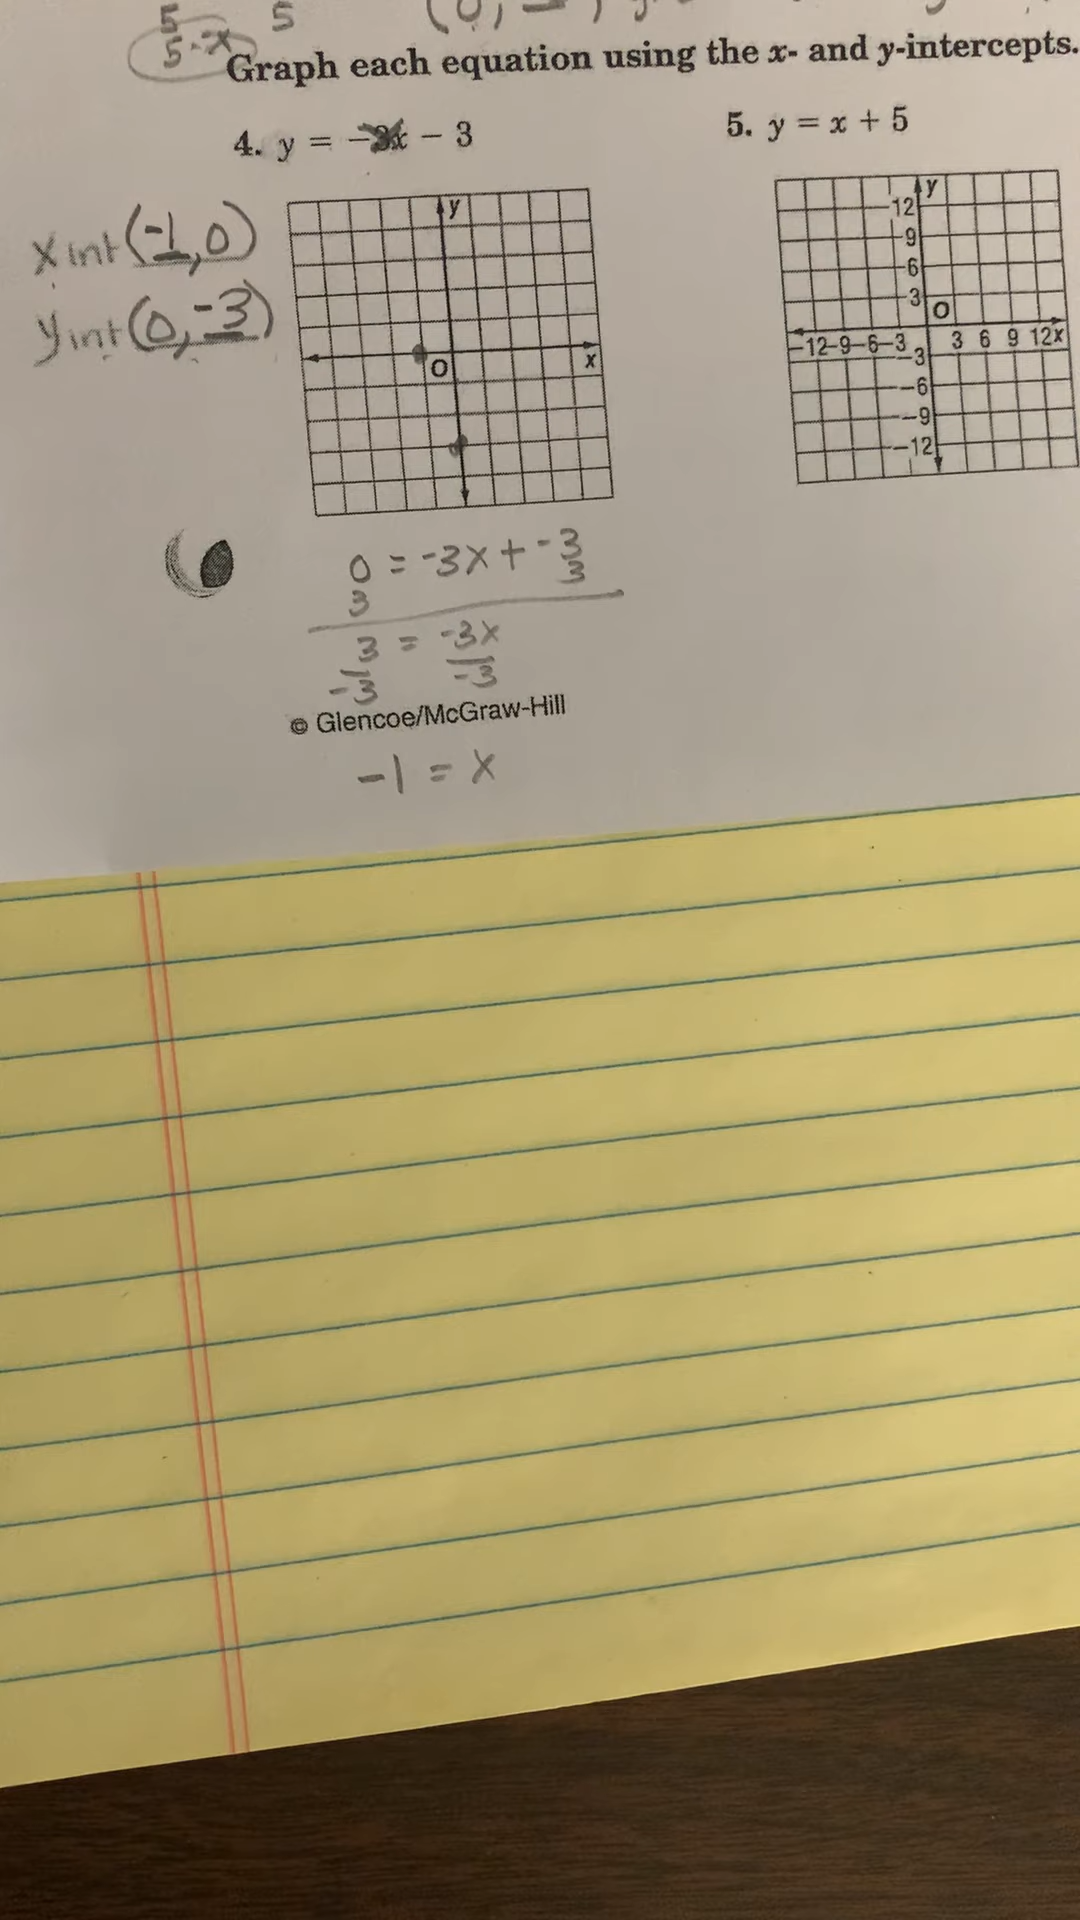 5 5
5-x
Graph each equation using the x- and y-intercepts.
4. y = -3x - 3
5. y = x + 5
x int (-1, 0)
y int (0, -3)
y
O
x
y
12
9
6
3
O
-12 -9 -6 -3 3 6 9 12x
-3
-6
-9
-12
0 = -3x + -3
3 3
3 = -3x
-3 -3
© Glencoe/McGraw-Hill
-1 = x